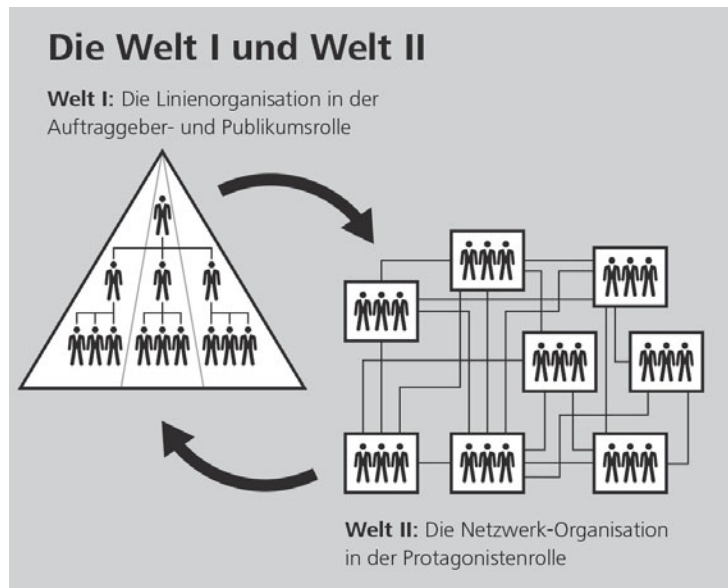 Die Welt I und Welt II
Welt I: Die Linienorganisation in der
Auftraggeber- und Publikumsrolle
Welt II: Die Netzwerk-Organisation
in der Protagonistenrolle